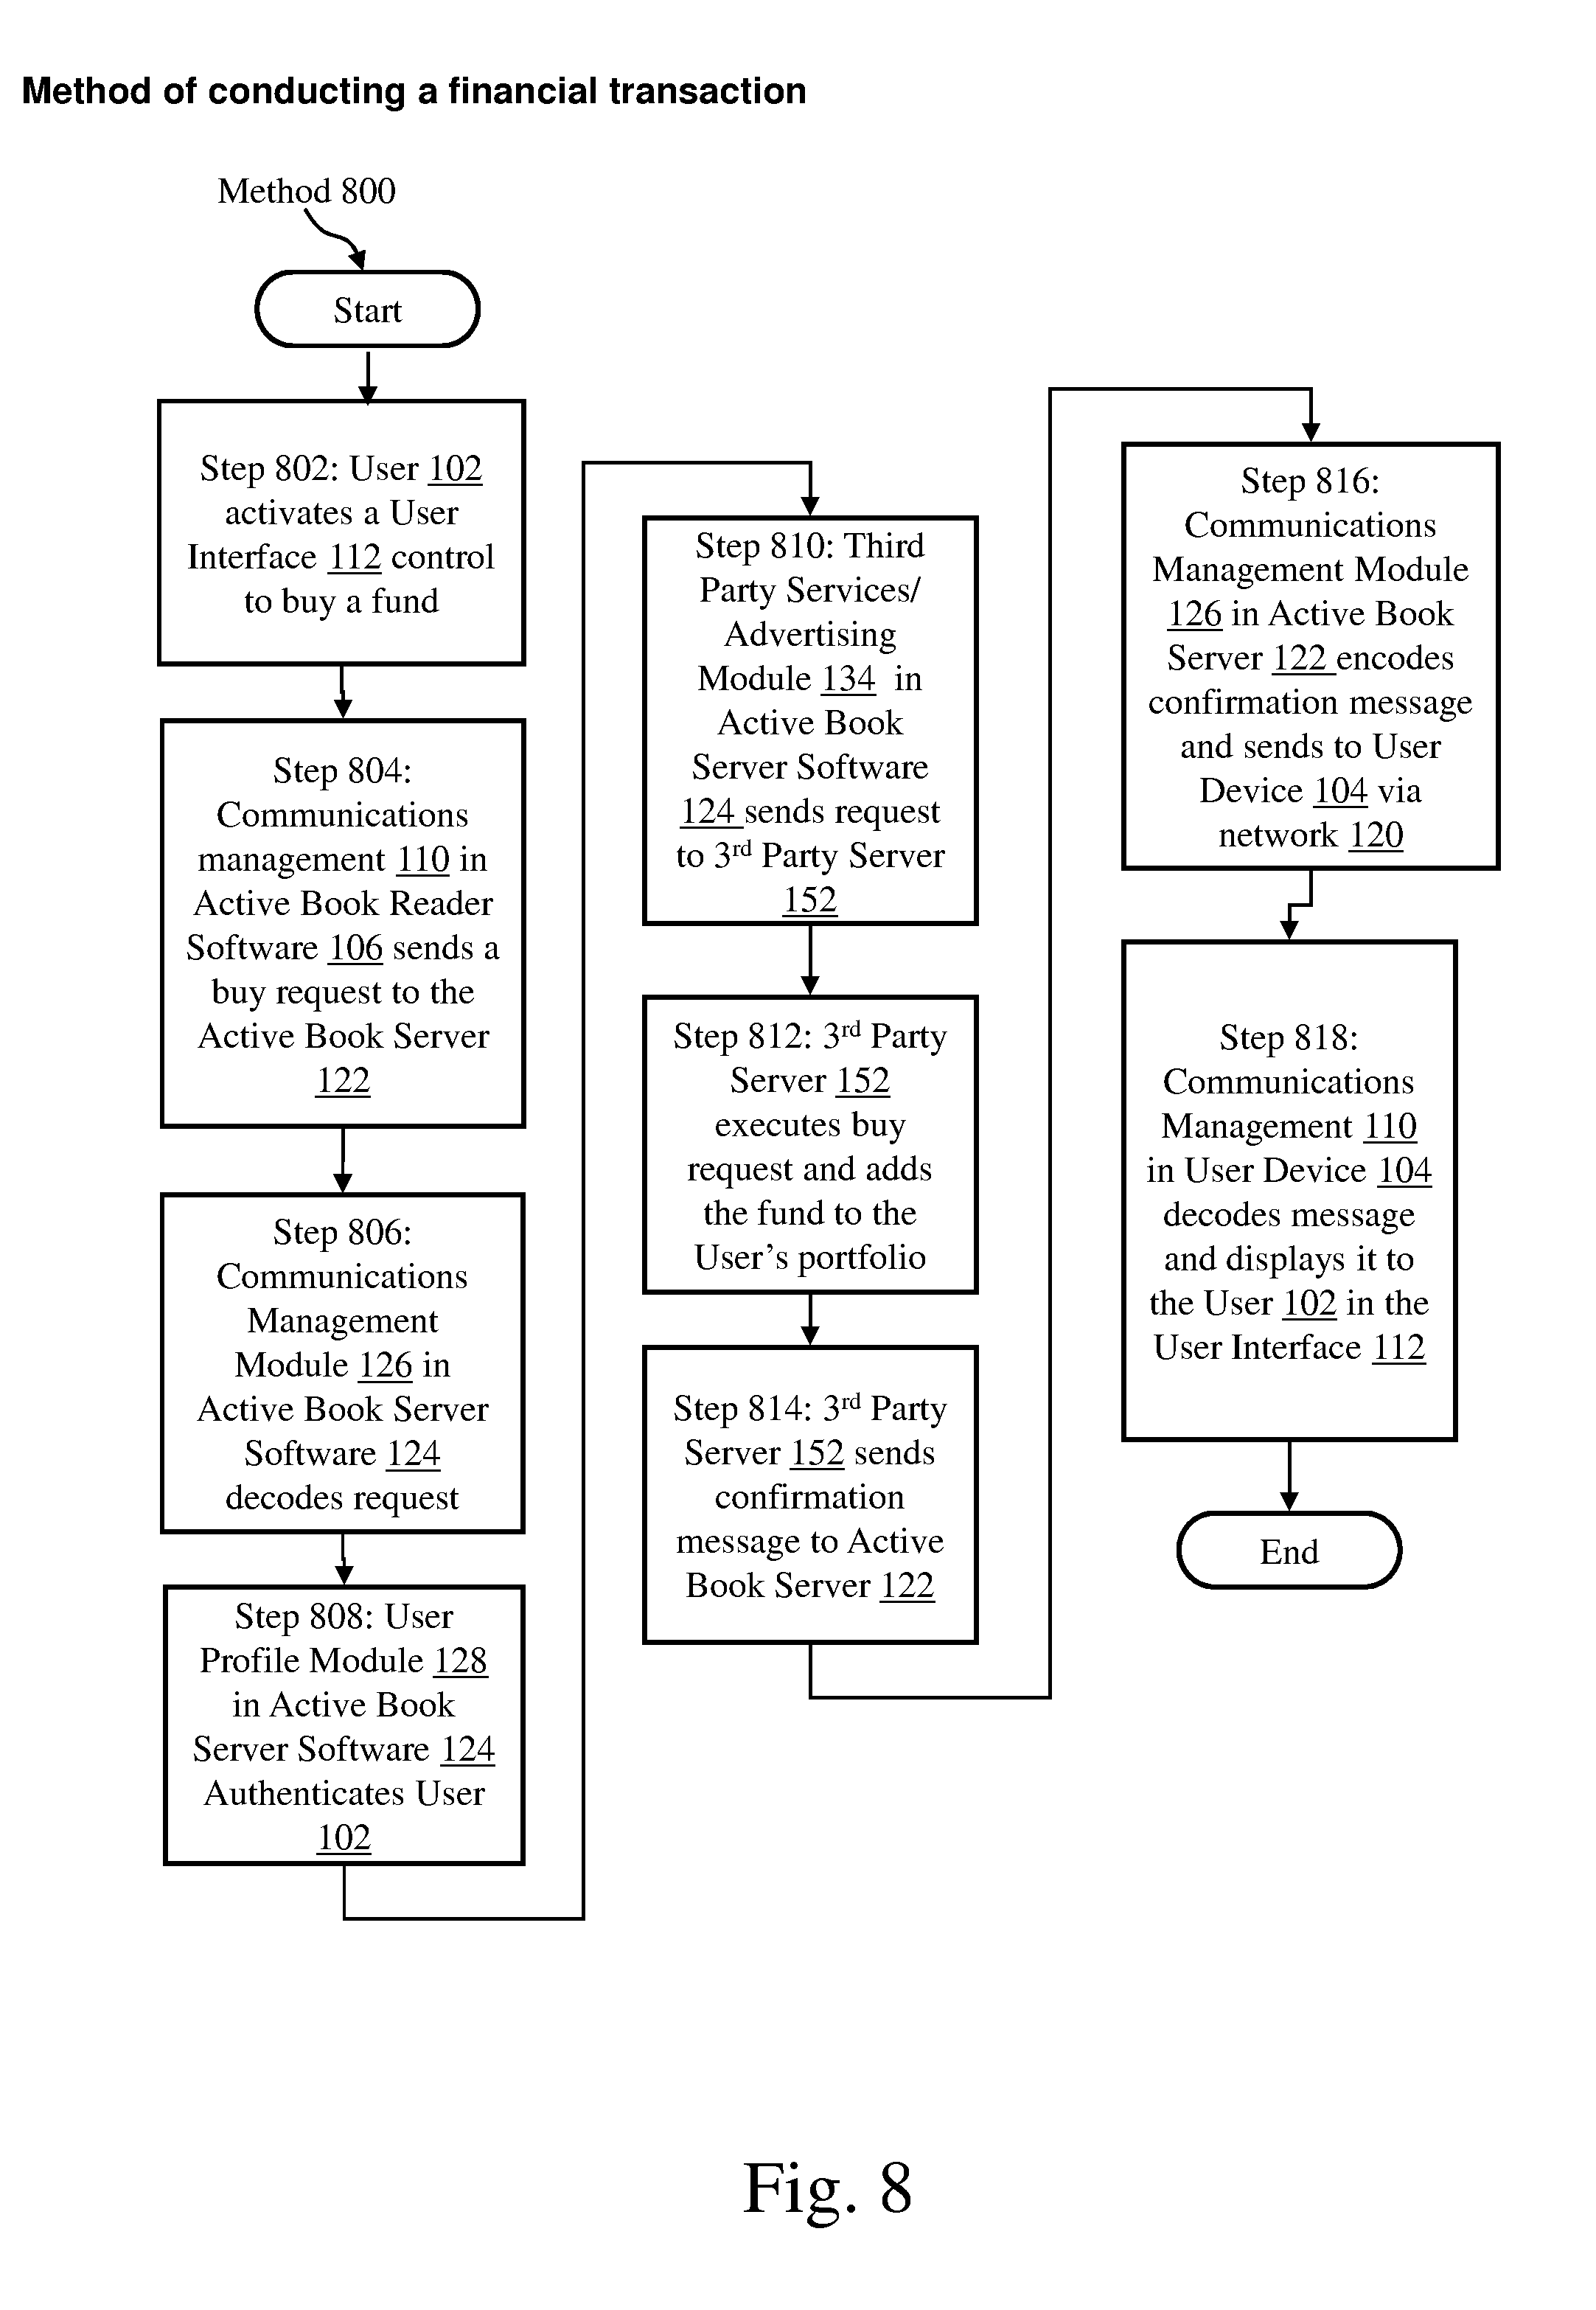 Method of conducting a financial transaction
Method 800
Start
Step 802: User 102
activates a User
Interface 112 control
to buy a fund
Step 804:
Communications
management 110 in
Active Book Reader
Software 106 sends a
buy request to the
Active Book Server
122
Step 806:
Communications
Management
Module 126 in
Active Book Server
Software 124
decodes request
Step 808: User
Profile Module 128
in Active Book
Server Software 124
Authenticates User
102
Step 810: Third
Party Services/
Advertising
Module 134 in
Active Book
Server Software
124 sends request
to 3rd Party Server
152
Step 812: 3rd Party
Server 152
executes buy
request and adds
the fund to the
User’s portfolio
Step 814: 3rd Party
Server 152 sends
confirmation
message to Active
Book Server 122
Step 816:
Communications
Management Module
126 in Active Book
Server 122 encodes
confirmation message
and sends to User
Device 104 via
network 120
Step 818:
Communications
Management 110
in User Device 104
decodes message
and displays it to
the User 102 in the
User Interface 112
End
Fig. 8